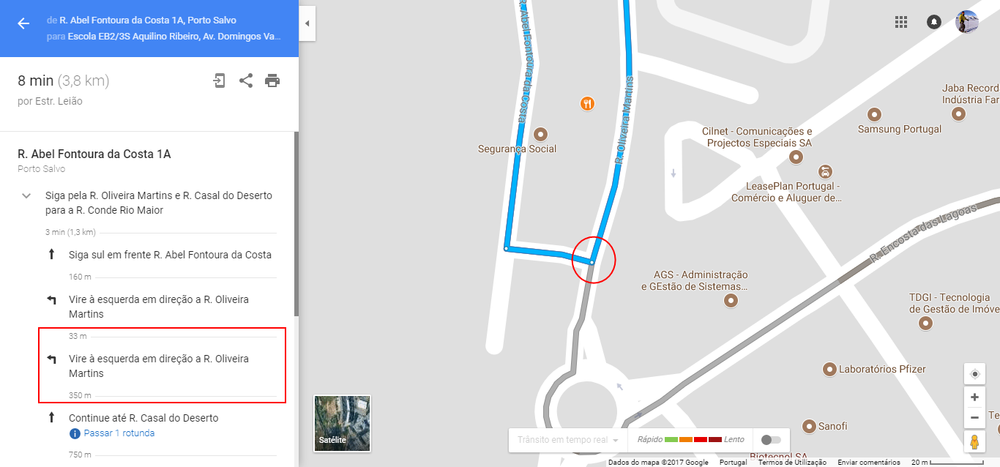 de R. Abel Fontoura da Costa 1A, Porto Salvo
para Escola EB2/3S Aquilino Ribeiro, Av. Domingos Va...
8 min (3,8 km)
por Estr. Leião
R. Abel Fontoura da Costa 1A
Porto Salvo
Siga pela R. Oliveira Martins e R. Casal do Deserto
para a R. Conde Rio Maior
3 min (1,3 km)
Siga sul em frente R. Abel Fontoura da Costa
160 m
Vire à esquerda em direção a R. Oliveira
Martins
33 m
Vire à esquerda em direção a R. Oliveira
Martins
350 m
Continue até R. Casal do Deserto
Passar 1 rotunda
750 m
R. Abel Fontoura da Costa
R. Oliveira Martins
Segurança Social
Jaba Record
Indústria Far
Samsung Portugal
Cilnet - Comunicações e
Projectos Especiais SA
LeasePlan Portugal -
Comércio e Aluguer de...
R. Encosta das Lagoas
AGS - Administração
e GEstão de Sistemas...
TDGI - Tecnologia
de Gestão de Imóve
Laboratórios Pfizer
Sofi
Te
Biotecnol SA
Satélite
Trânsito em tempo real
Rápido
Lento
Dados do mapa ©2017 Google
Portugal
Termos de Utilização
Enviar comentários
20 m